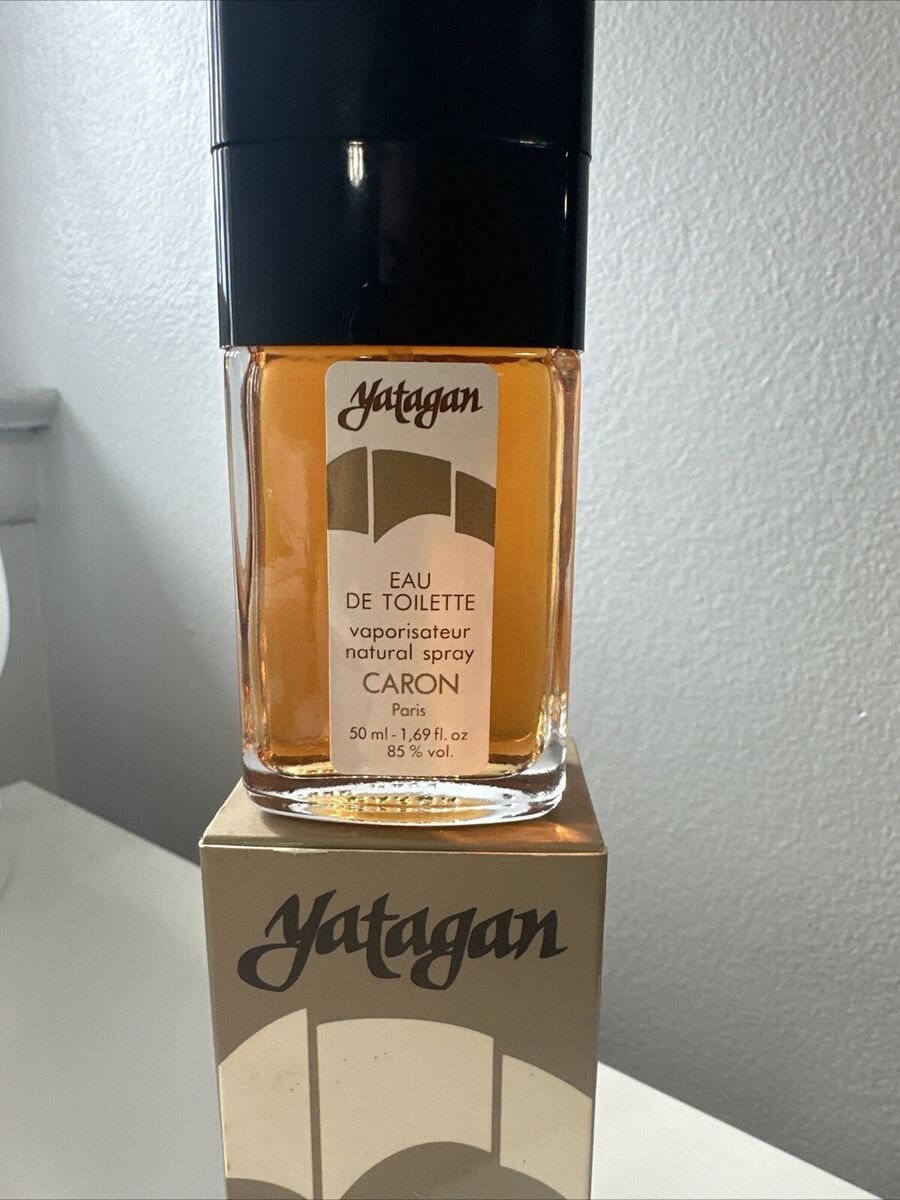 Yatagan
EAU
DE TOILETTE
vaporisateur
natural spray
CARON
Paris
50 ml - 1,69 fl. oz
85 % vol.
Yatagan